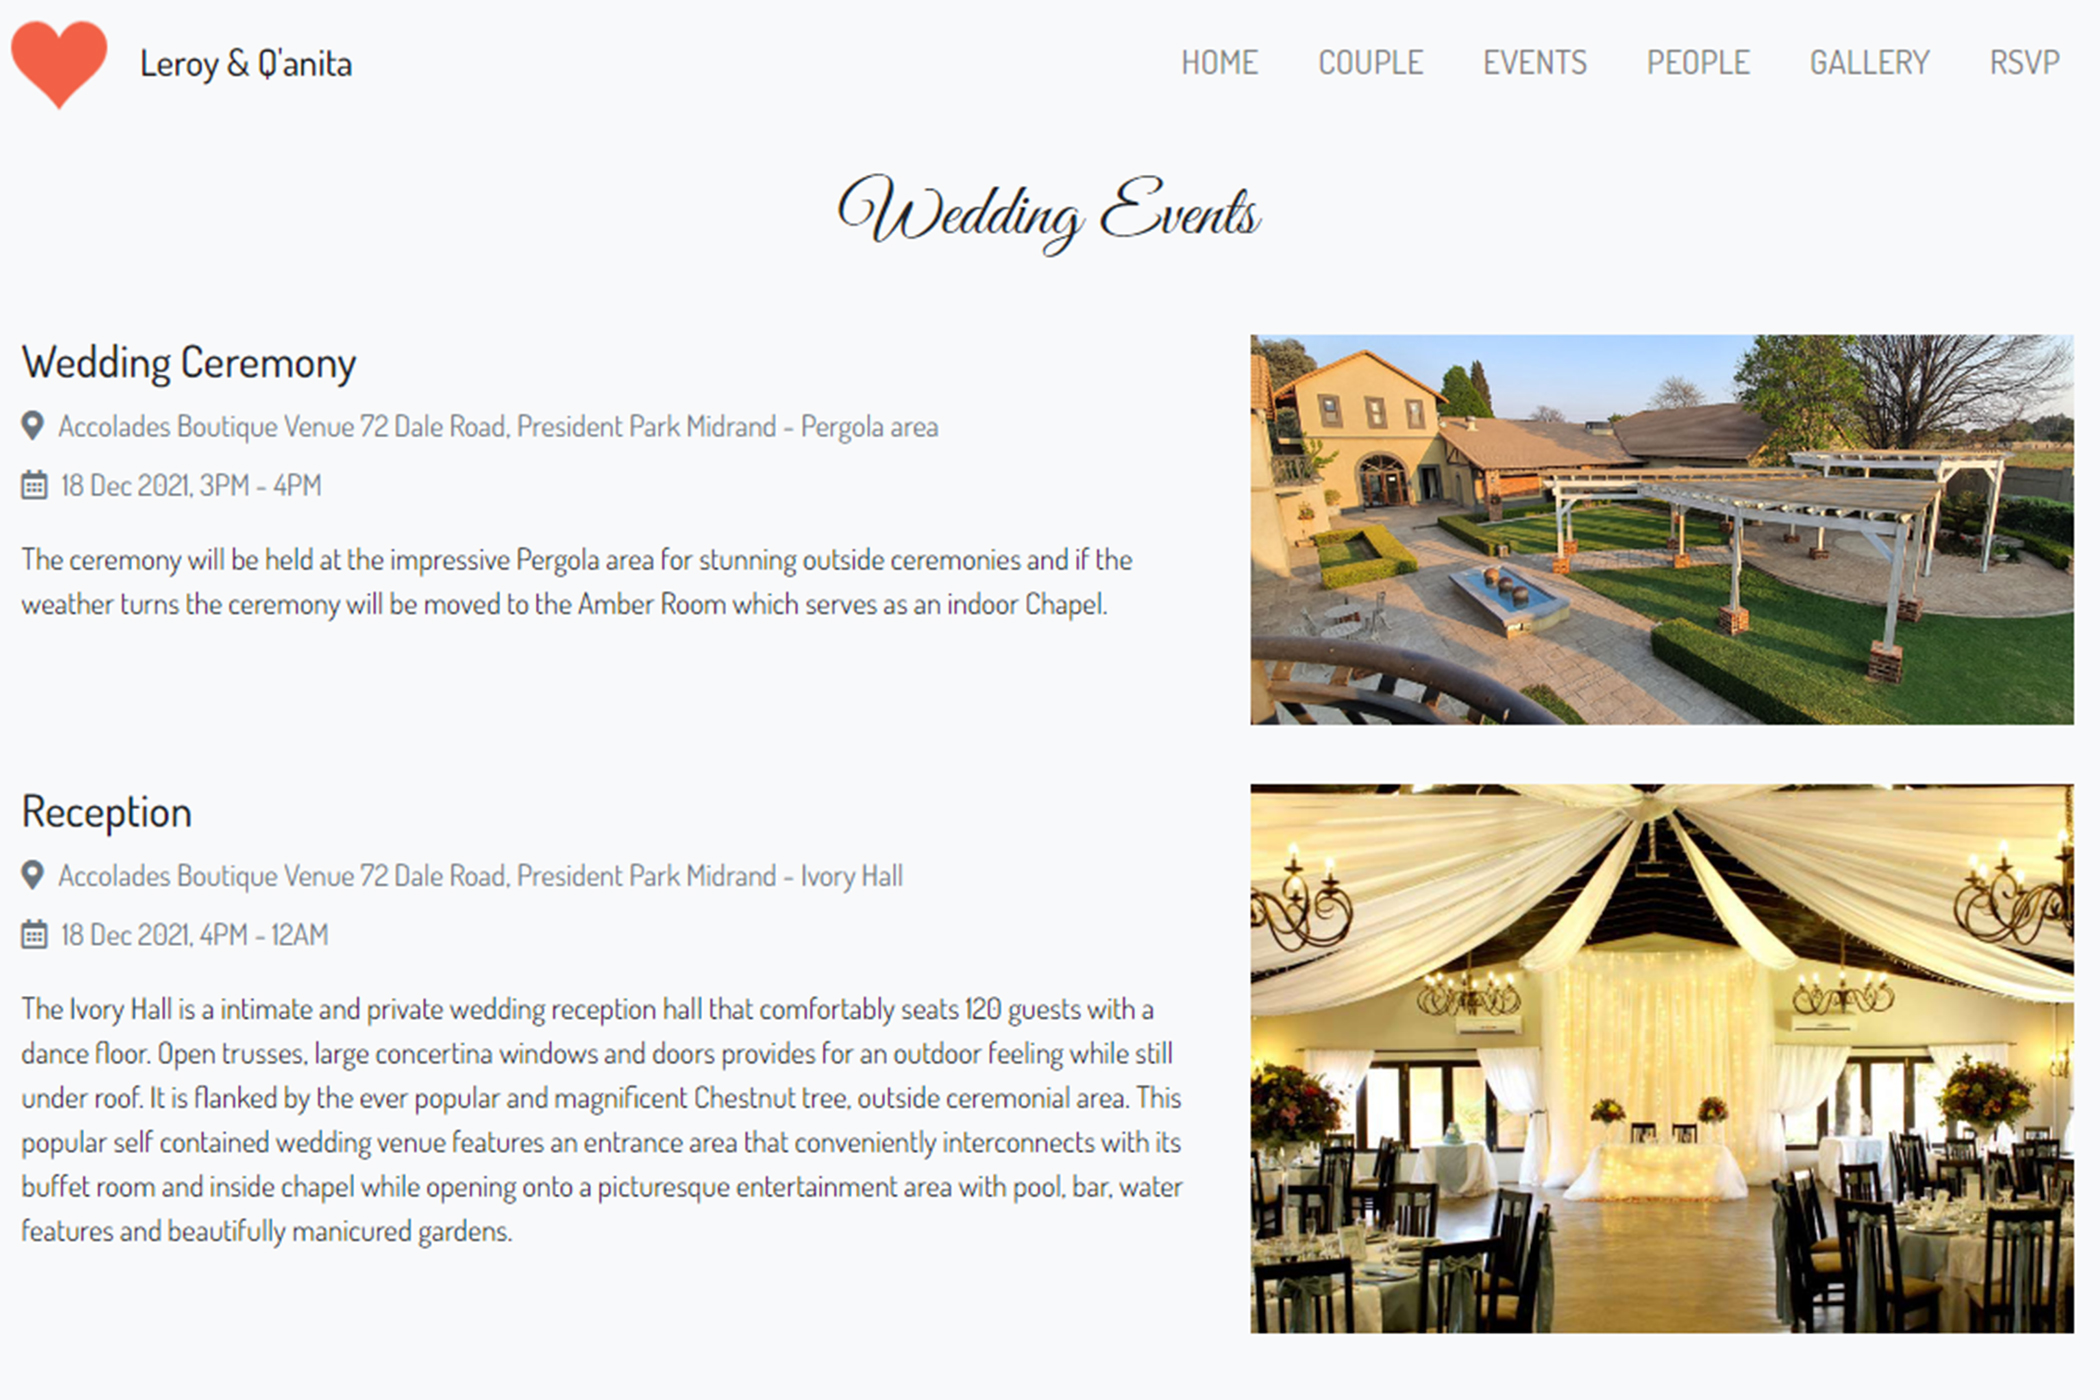 Leroy & Q'anita
HOME COUPLE EVENTS PEOPLE GALLERY RSVP
Wedding Events
Wedding Ceremony
Accolades Boutique Venue 72 Dale Road, President Park Midrand - Pergola area
18 Dec 2021, 3PM - 4PM
The ceremony will be held at the impressive Pergola area for stunning outside ceremonies and if the
weather turns the ceremony will be moved to the Amber Room which serves as an indoor Chapel.
Reception
Accolades Boutique Venue 72 Dale Road, President Park Midrand - Ivory Hall
18 Dec 2021, 4PM - 12AM
The Ivory Hall is a intimate and private wedding reception hall that comfortably seats 120 guests with a
dance floor. Open trusses, large concertina windows and doors provides for an outdoor feeling while still
under roof. It is flanked by the ever popular and magnificent Chestnut tree, outside ceremonial area. This
popular self contained wedding venue features an entrance area that conveniently interconnects with its
buffet room and inside chapel while opening onto a picturesque entertainment area with pool, bar, water
features and beautifully manicured gardens.